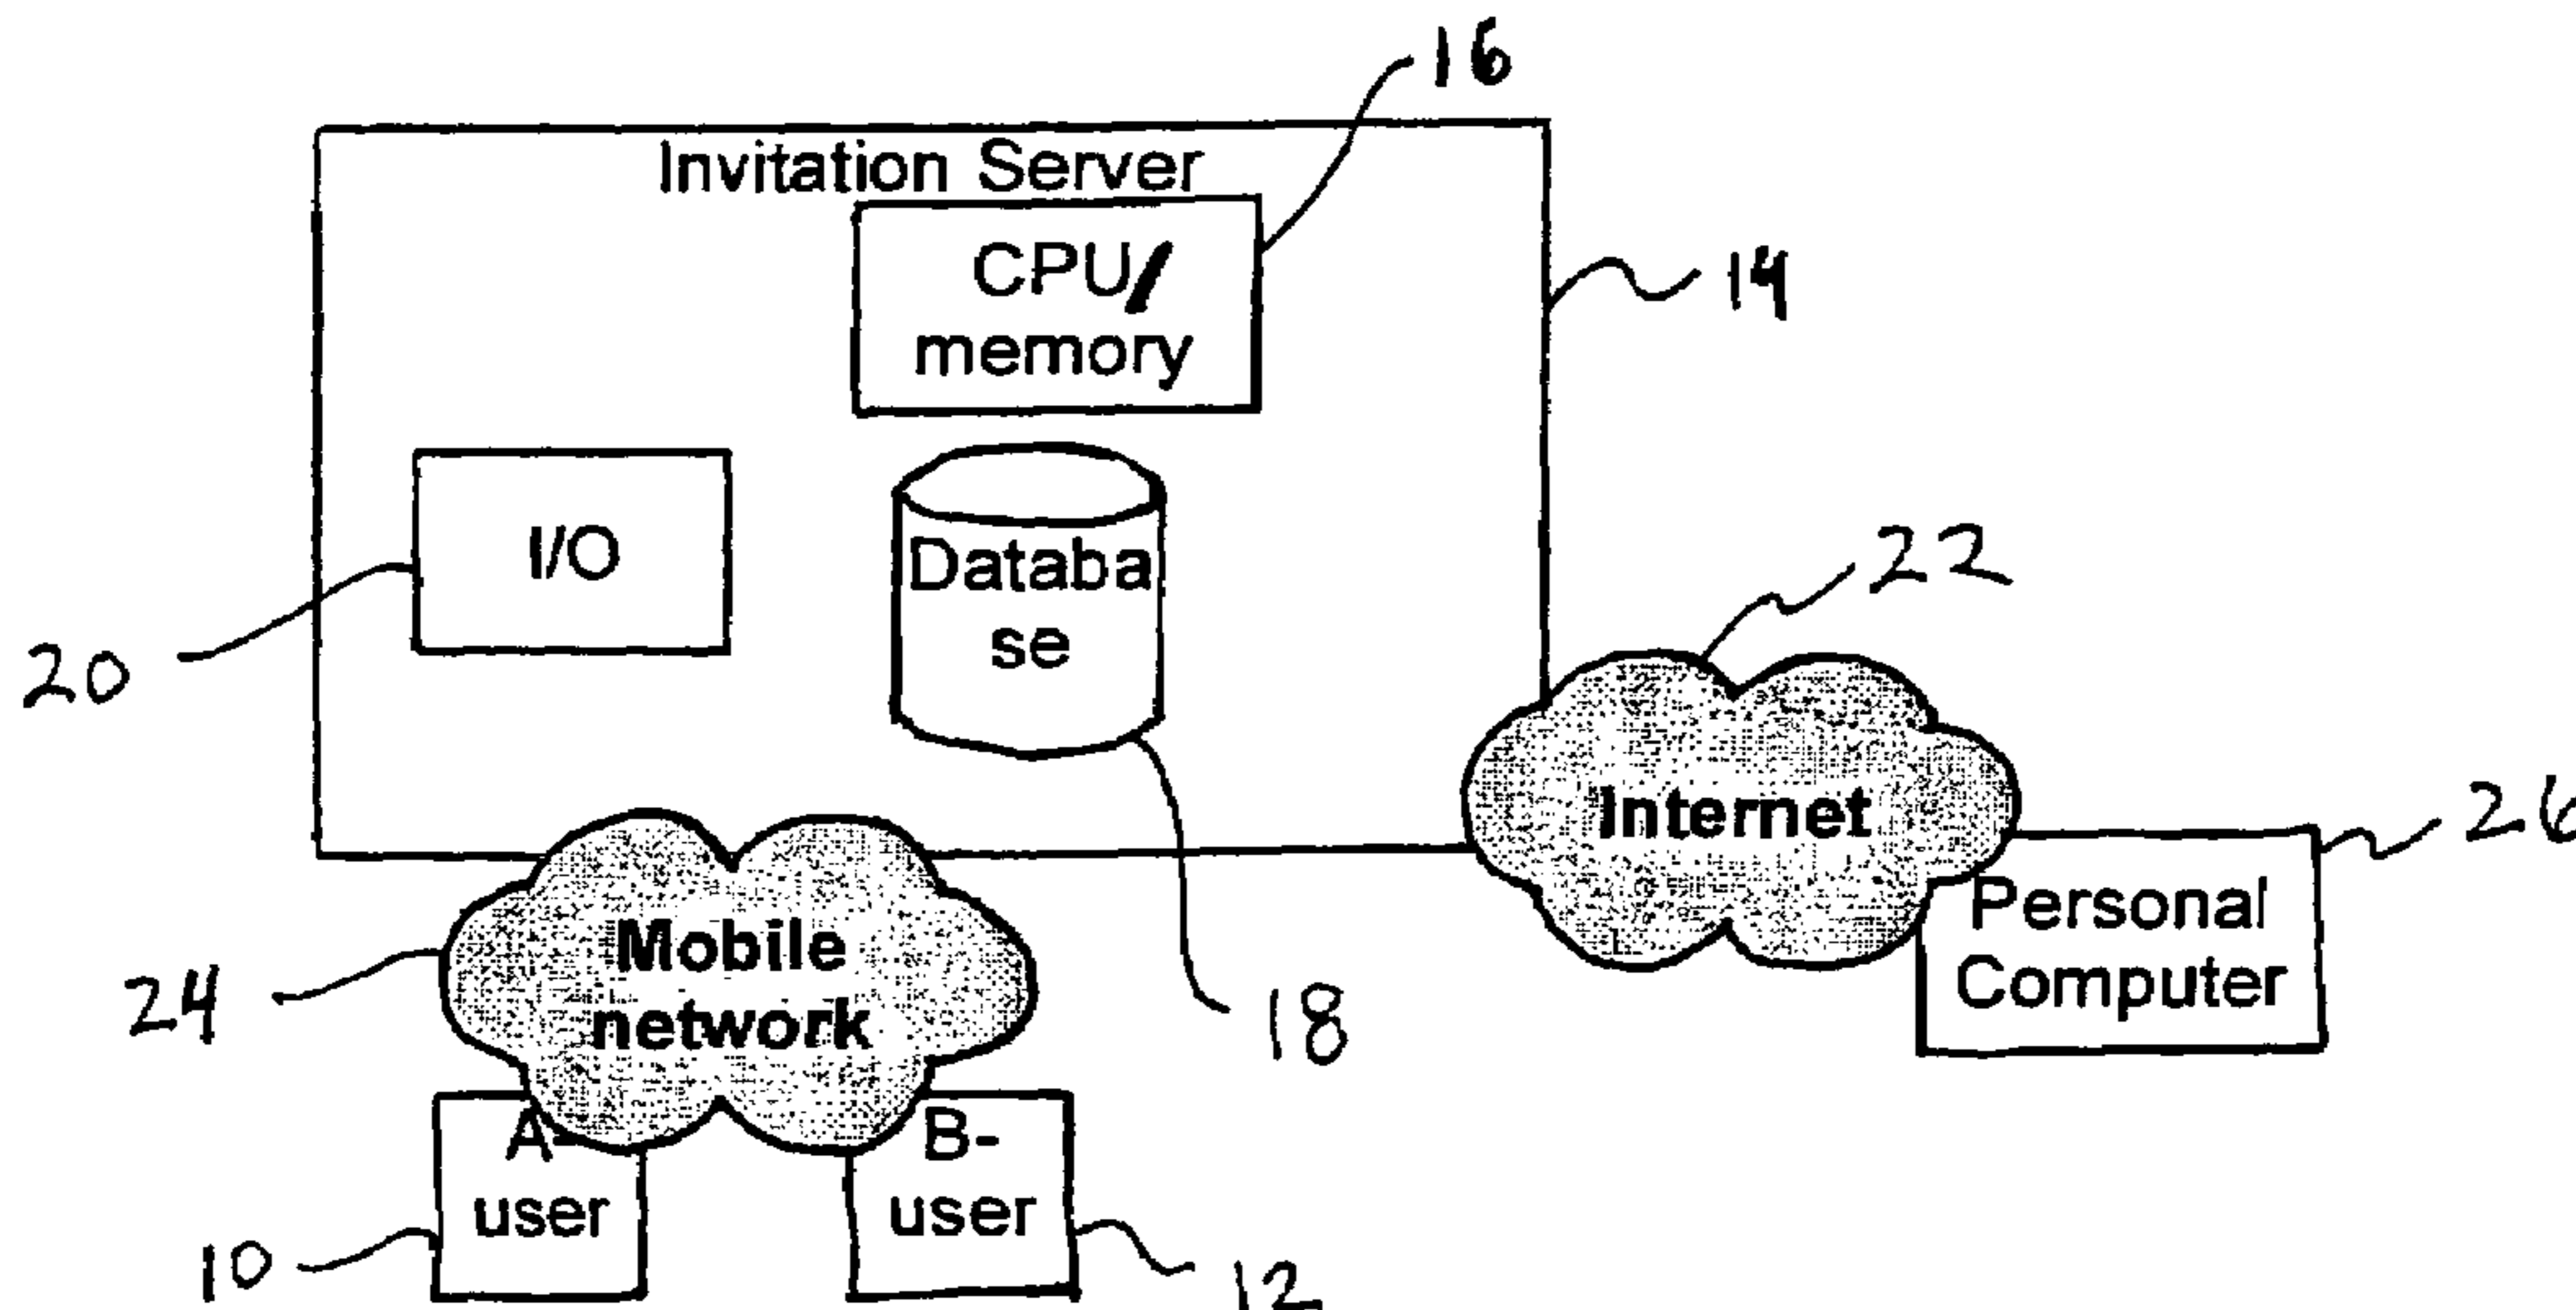 16
Invitation Server
CPU/
memory
14
I/O
Databa
se
22
20
Internet
26
Personal
Computer
Mobile
network
24
18
A-
user
B-
user
10
12